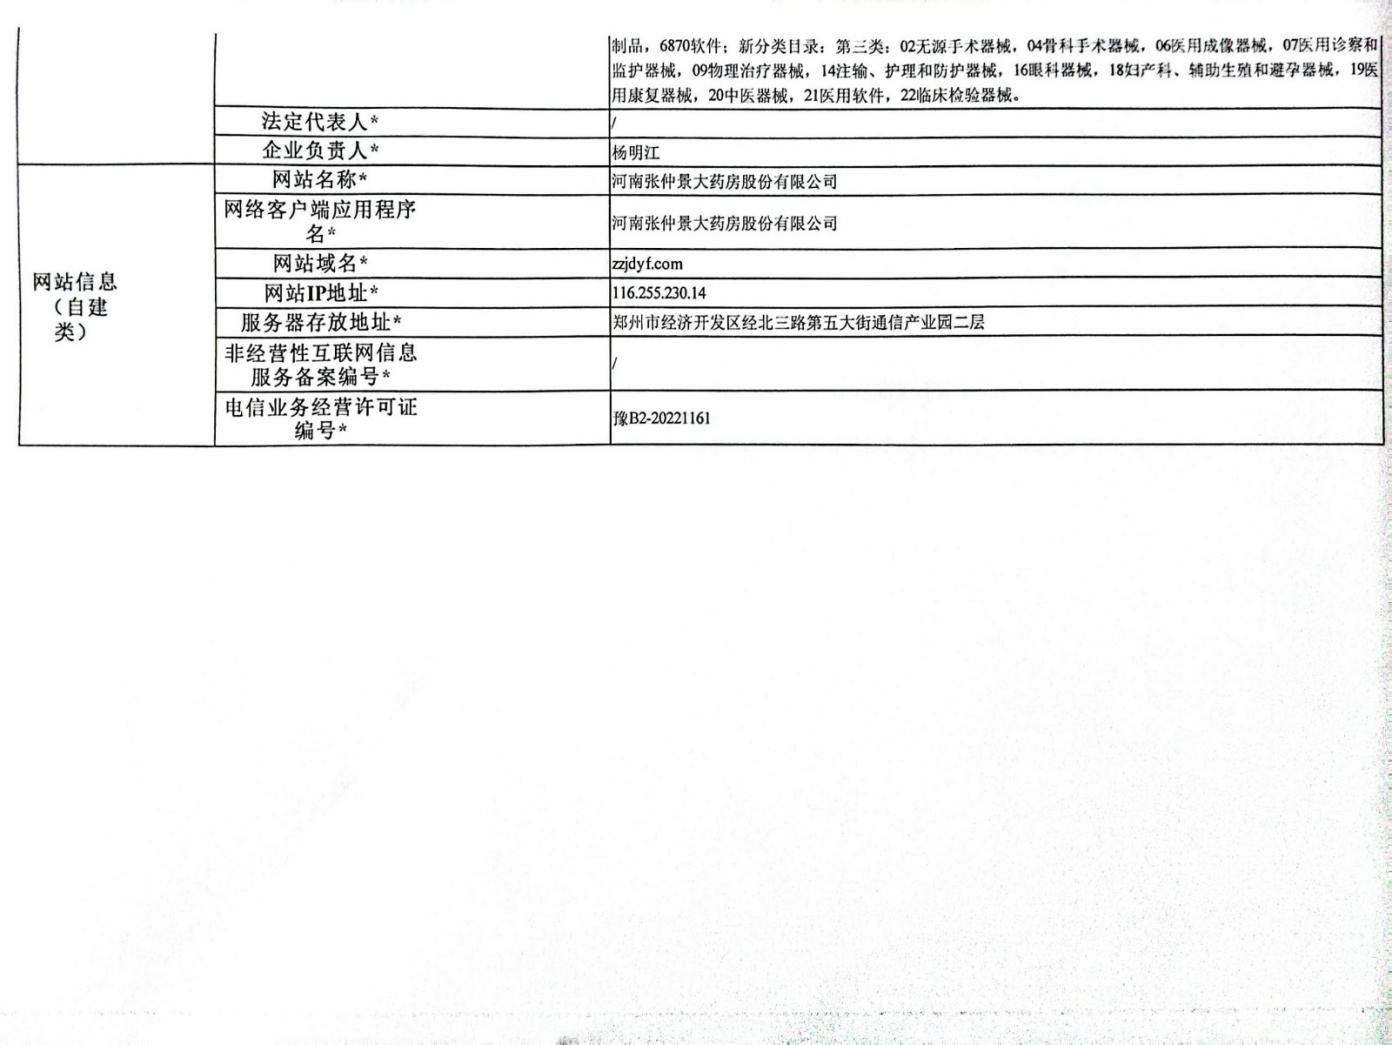 制品，6870软件；新分类目录：第三类：02无源手术器械，04骨科手术器械，06医用成像器械，07医用诊察和
监护器械，09物理治疗器械，14注输、护理和防护器械，16眼科器械，18妇产科、辅助生殖和避孕器械，19医
用康复器械，20中医器械，21医用软件，22临床检验器械。
法定代表人*
/
企业负责人*
杨明江
网站信息
（自建
类）
网站名称*
河南张仲景大药房股份有限公司
网络客户端应用程序
名*
河南张仲景大药房股份有限公司
网站域名*
zzjdyf.com
网站IP地址*
116.255.230.14
服务器存放地址*
郑州市经济开发区经北三路第五大街通信产业园二层
非经营性互联网信息
服务备案编号*
/
电信业务经营许可证
编号*
豫B2-20221161